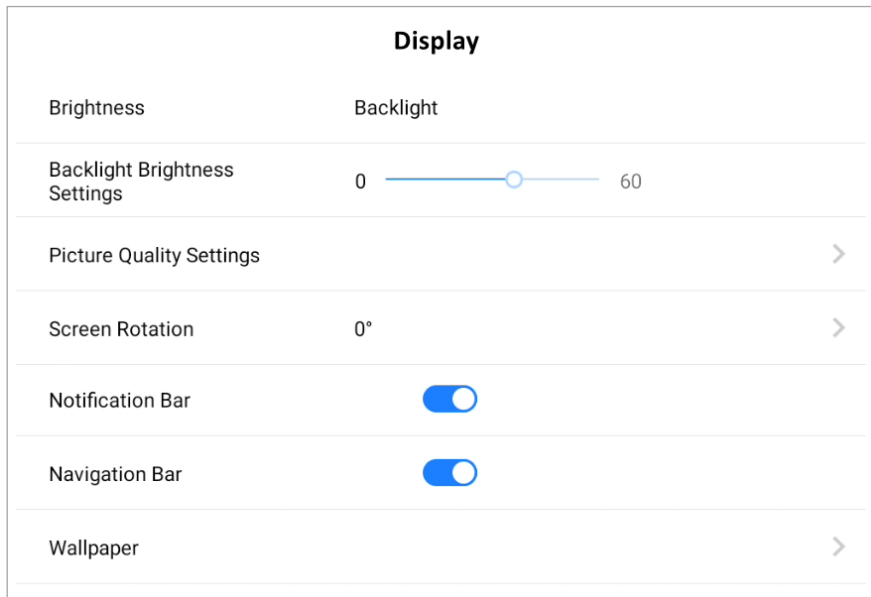 Display
Brightness Backlight
Backlight Brightness
Settings
0 60
Picture Quality Settings
Screen Rotation 0°
Notification Bar
Navigation Bar
Wallpaper